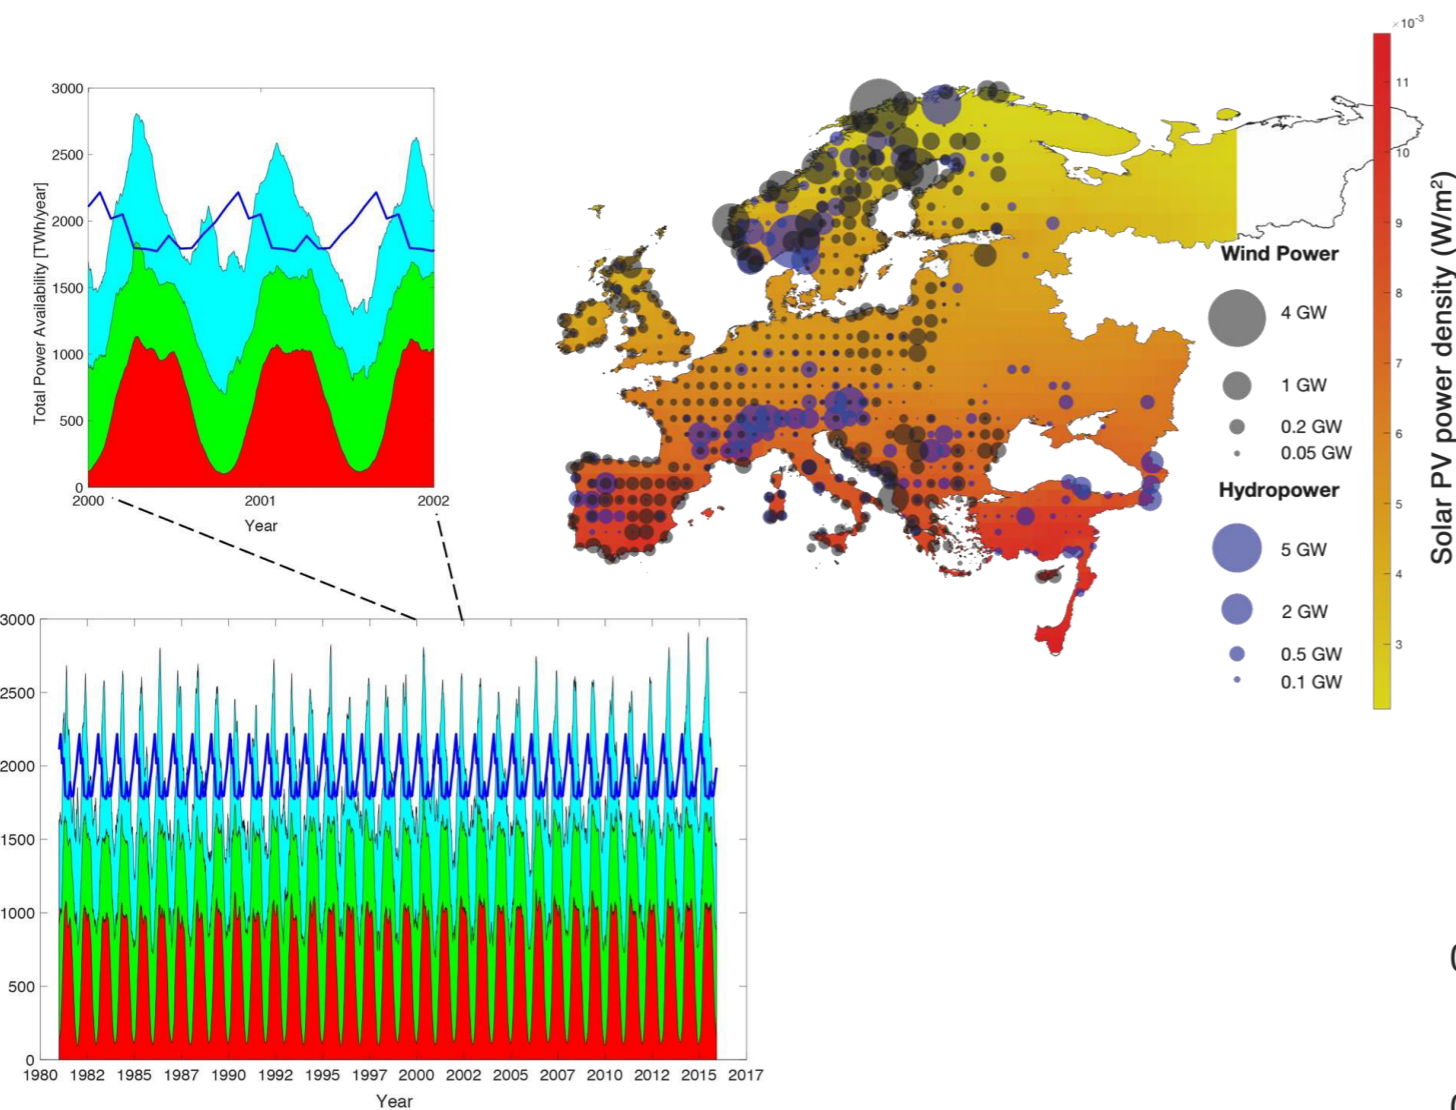 3000
2500
2000
1500
1000
500
0
Total Power Availability [TWh/year]
2000 2001 2002
Year
3000
2500
2000
1500
1000
500
0
1980 1982 1985 1987 1990 1992 1995 1997 2000 2002 2005 2007 2010 2012 2015 2017
Year
Wind Power
4 GW
1 GW
0.2 GW
0.05 GW
Hydropower
5 GW
2 GW
0.5 GW
0.1 GW
×10⁻³
11
10
9
8
7
6
5
4
3
Solar PV power density (W/m²)